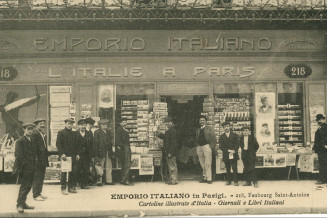 EMPORIO ITALIANO
218 L'ITALIE A PARIS 218
EMPORIO ITALIANO in Parigi. - 218, Faubourg Saint-Antoine
Cartoline illustrate d'Italia - Giornali e Libri Italiani